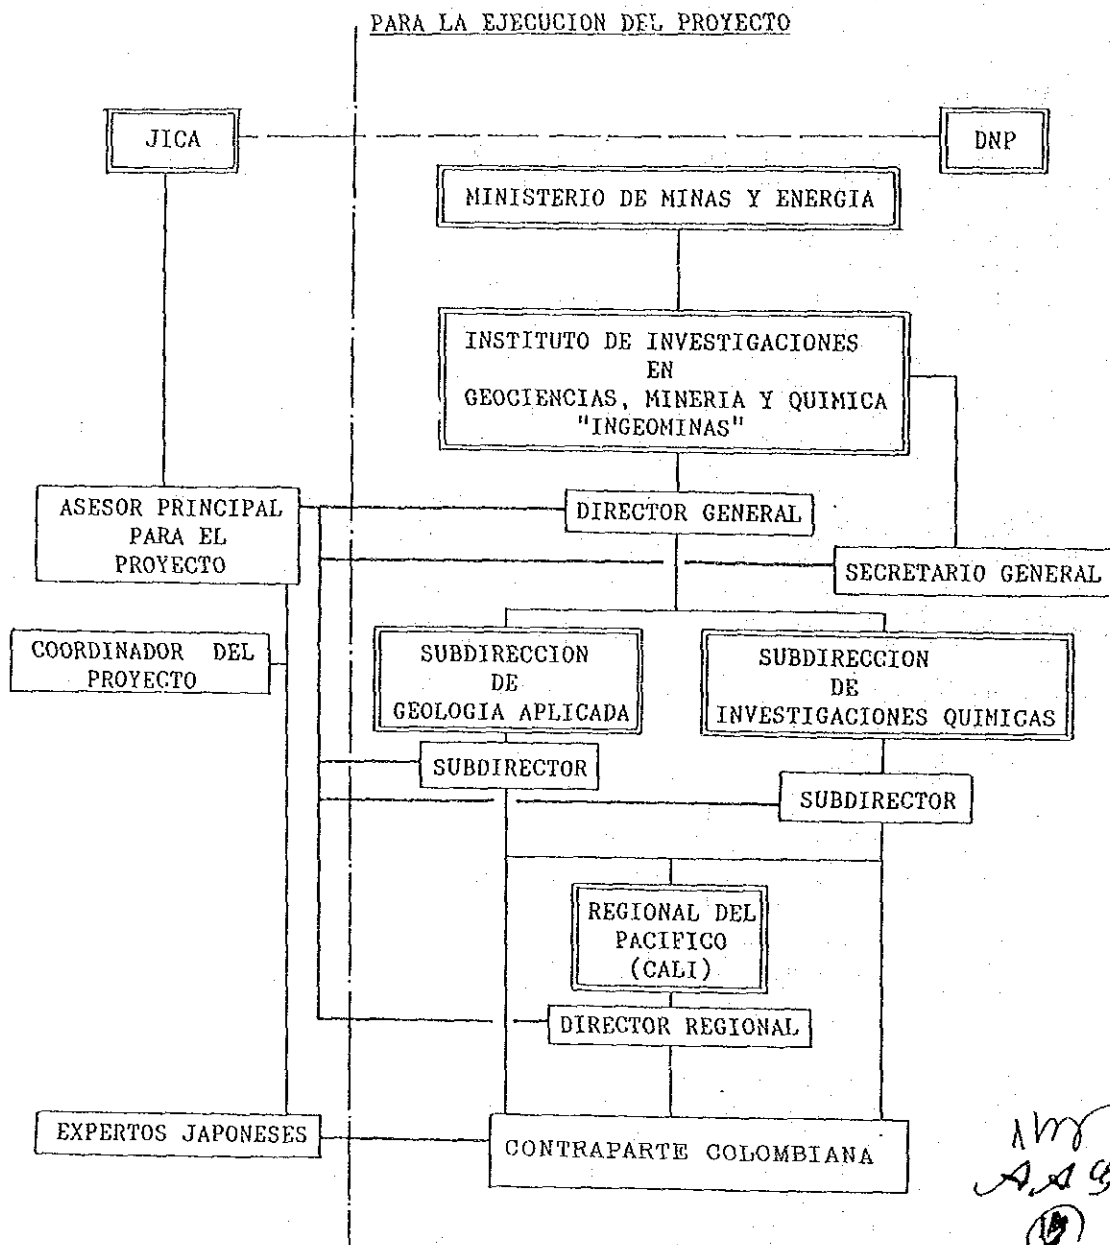 PARA LA EJECUCION DEL PROYECTO
JICA
DNP
MINISTERIO DE MINAS Y ENERGIA
INSTITUTO DE INVESTIGACIONES
EN
GEOCIENCIAS, MINERIA Y QUIMICA
"INGEOMINAS"
ASESOR PRINCIPAL
PARA EL
PROYECTO
DIRECTOR GENERAL
SECRETARIO GENERAL
COORDINADOR DEL
PROYECTO
SUBDIRECCION
DE
GEOLOGIA APLICADA
SUBDIRECCION
DE
INVESTIGACIONES QUIMICAS
SUBDIRECTOR
SUBDIRECTOR
REGIONAL DEL
PACIFICO
(CALI)
DIRECTOR REGIONAL
EXPERTOS JAPONESES
CONTRAPARTE COLOMBIANA